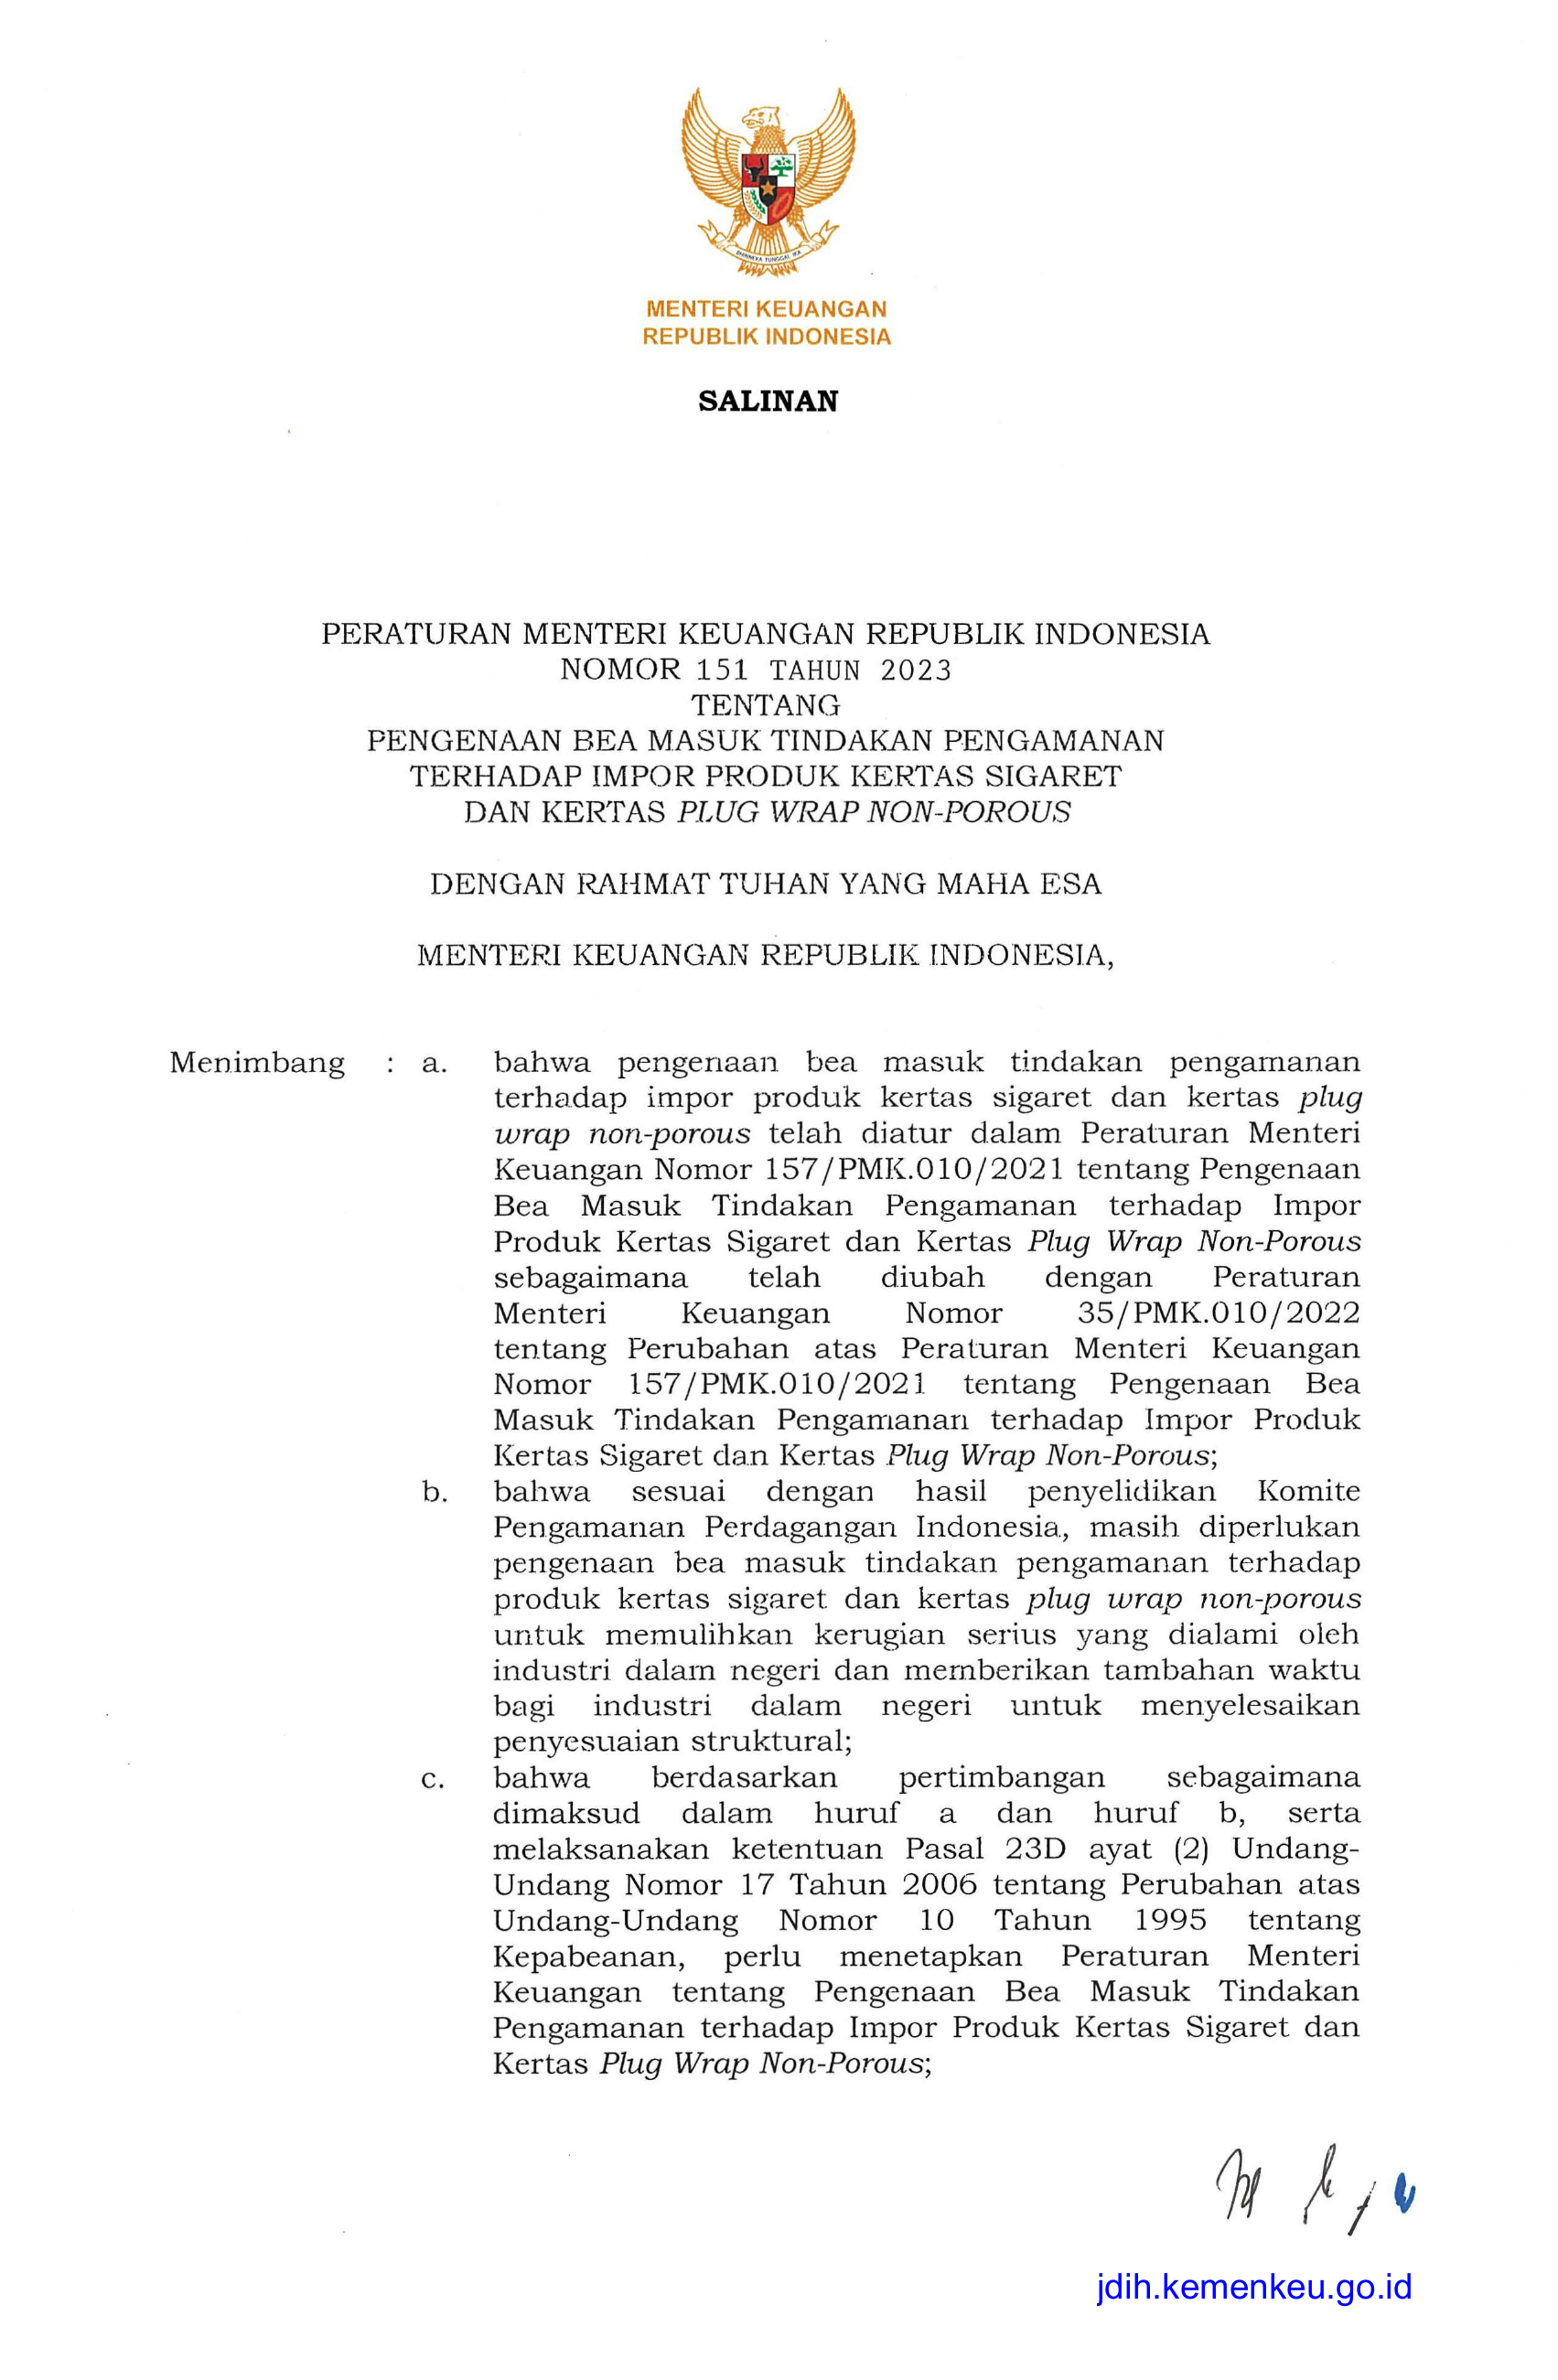 BHINNEKA TUNGGAL IKA
MENTERI KEUANGAN
REPUBLIK INDONESIA
SALINAN
PERATURAN MENTERI KEUANGAN REPUBLIK INDONESIA
NOMOR 151 TAHUN 2023
TENTANG
PENGENAAN BEA MASUK TINDAKAN PENGAMANAN
TERHADAP IMPOR PRODUK KERTAS SIGARET
DAN KERTAS PLUG WRAP NON-POROUS
DENGAN RAHMAT TUHAN YANG MAHA ESA
MENTERI KEUANGAN REPUBLIK INDONESIA,
Menimbang : a. bahwa pengenaan bea masuk tindakan pengamanan
terhadap impor produk kertas sigaret dan kertas plug
wrap non-porous telah diatur dalam Peraturan Menteri
Keuangan Nomor 157/PMK.010/2021 tentang Pengenaan
Bea Masuk Tindakan Pengamanan terhadap Impor
Produk Kertas Sigaret dan Kertas Plug Wrap Non-Porous
sebagaimana telah diubah dengan Peraturan
Menteri Keuangan Nomor 35/PMK.010/2022
tentang Perubahan atas Peraturan Menteri Keuangan
Nomor 157/PMK.010/2021 tentang Pengenaan Bea
Masuk Tindakan Pengamanan terhadap Impor Produk
Kertas Sigaret dan Kertas Plug Wrap Non-Porous;
b. bahwa sesuai dengan hasil penyelidikan Komite
Pengamanan Perdagangan Indonesia, masih diperlukan
pengenaan bea masuk tindakan pengamanan terhadap
produk kertas sigaret dan kertas plug wrap non-porous
untuk memulihkan kerugian serius yang dialami oleh
industri dalam negeri dan memberikan tambahan waktu
bagi industri dalam negeri untuk menyelesaikan
penyesuaian struktural;
c. bahwa berdasarkan pertimbangan sebagaimana
dimaksud dalam huruf a dan huruf b, serta
melaksanakan ketentuan Pasal 23D ayat (2) Undang-
Undang Nomor 17 Tahun 2006 tentang Perubahan atas
Undang-Undang Nomor 10 Tahun 1995 tentang
Kepabeanan, perlu menetapkan Peraturan Menteri
Keuangan tentang Pengenaan Bea Masuk Tindakan
Pengamanan terhadap Impor Produk Kertas Sigaret dan
Kertas Plug Wrap Non-Porous;
jdih.kemenkeu.go.id